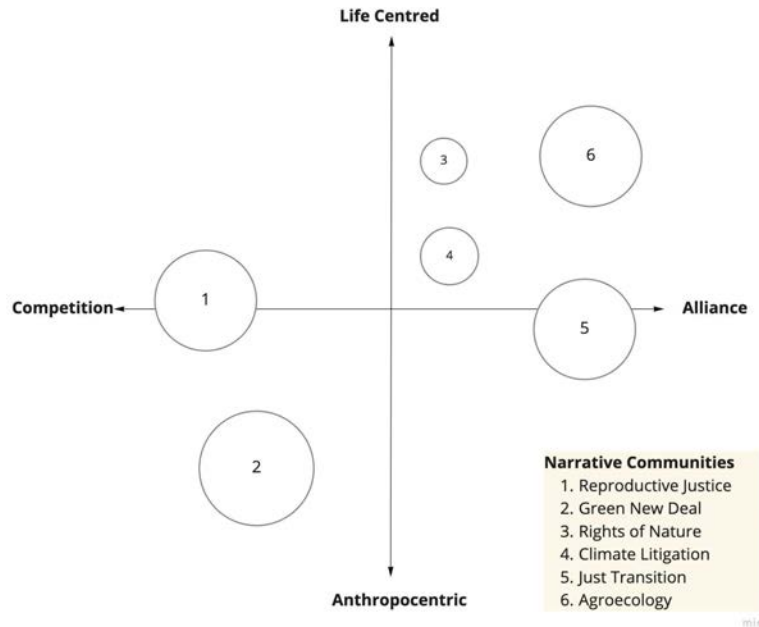 Life Centred
3
6
4
1
Competition
Alliance
5
2
Narrative Communities
1. Reproductive Justice
2. Green New Deal
3. Rights of Nature
4. Climate Litigation
5. Just Transition
6. Agroecology
Anthropocentric